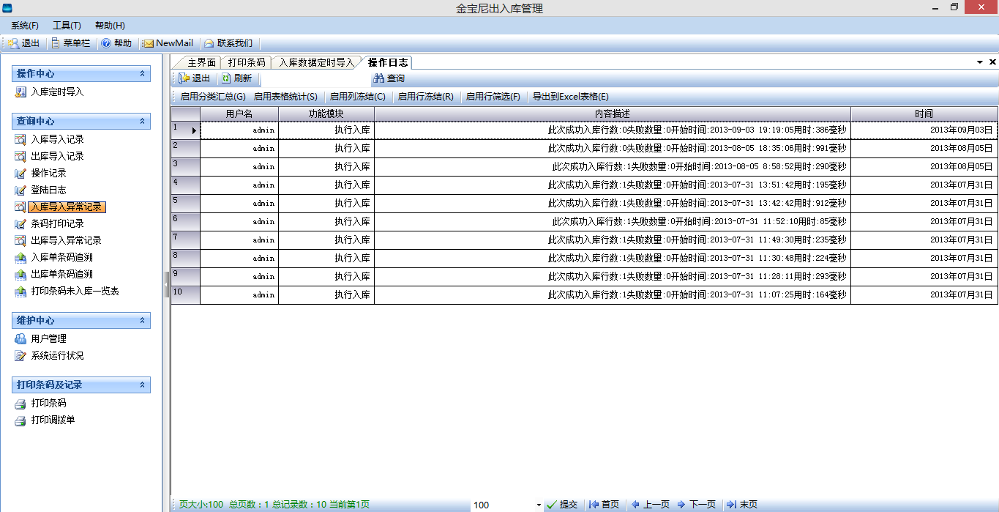 金宝尼出入库管理
系统(F) 工具(T) 帮助(H)
退出 菜单栏 帮助 NewMail 联系我们
操作中心
入库定时导入
查询中心
入库导入记录
出库导入记录
操作记录
登陆日志
入库导入异常记录
条码打印记录
出库导入异常记录
入库单条码追溯
出库单条码追溯
打印条码未入库一览表
维护中心
用户管理
系统运行状况
打印条码及记录
打印条码
打印调拨单
主界面 打印条码 入库数据定时导入 操作日志
退出 刷新 查询
启用分类汇总(G) 启用表格统计(S) 启用列冻结(C) 启用行冻结(R) 启用行筛选(F) 导出到Excel表格(E)
用户名 功能模块 内容描述 时间
1 admin 执行入库 此次成功入库行数:0失败数量:0开始时间:2013-09-03 19:19:05用时:386毫秒 2013年09月03日
2 admin 执行入库 此次成功入库行数:0失败数量:0开始时间:2013-08-05 18:35:06用时:991毫秒 2013年08月05日
3 admin 执行入库 此次成功入库行数:1失败数量:0开始时间:2013-08-05 8:58:52用时:290毫秒 2013年08月05日
4 admin 执行入库 此次成功入库行数:1失败数量:0开始时间:2013-07-31 13:51:42用时:195毫秒 2013年07月31日
5 admin 执行入库 此次成功入库行数:1失败数量:0开始时间:2013-07-31 13:42:42用时:912毫秒 2013年07月31日
6 admin 执行入库 此次成功入库行数:1失败数量:0开始时间:2013-07-31 11:52:10用时:85毫秒 2013年07月31日
7 admin 执行入库 此次成功入库行数:1失败数量:0开始时间:2013-07-31 11:49:30用时:235毫秒 2013年07月31日
8 admin 执行入库 此次成功入库行数:1失败数量:0开始时间:2013-07-31 11:30:48用时:224毫秒 2013年07月31日
9 admin 执行入库 此次成功入库行数:1失败数量:0开始时间:2013-07-31 11:28:11用时:293毫秒 2013年07月31日
10 admin 执行入库 此次成功入库行数:1失败数量:0开始时间:2013-07-31 11:07:25用时:164毫秒 2013年07月31日
页大小:100 总页数：1 总记录数：10 当前第1页 100 提交 首页 上一页 下一页 末页